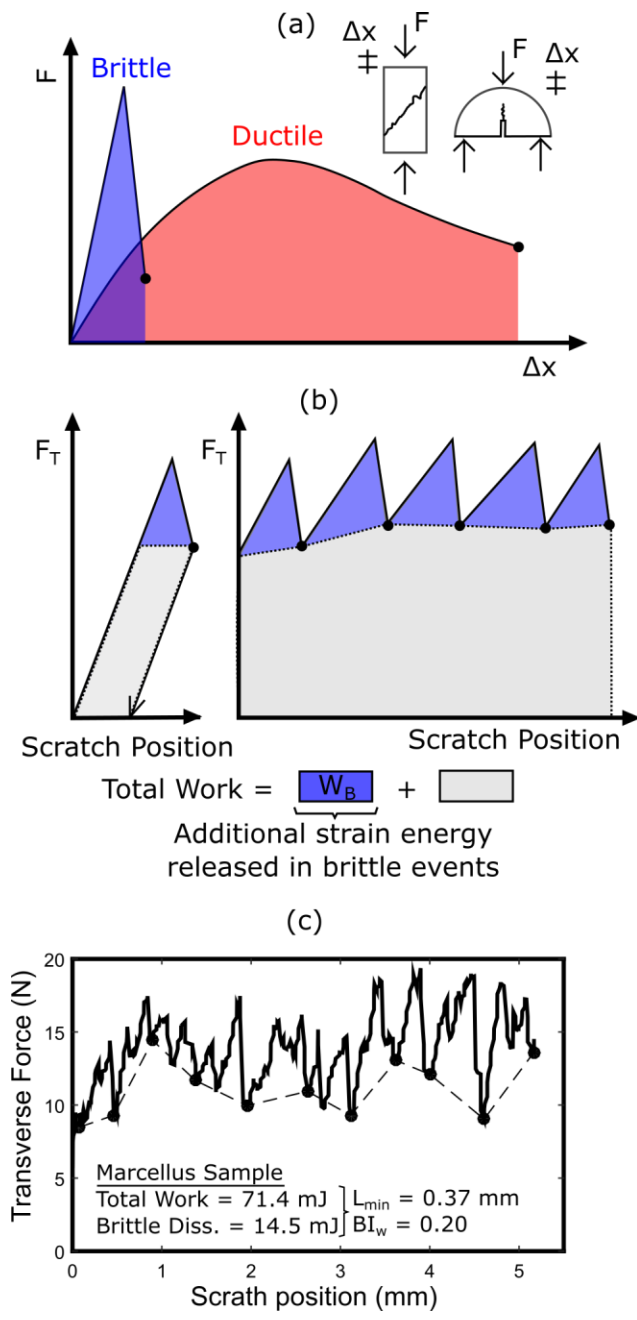 (a)
F
Brittle
Ductile
Δx
F
Δx
F
Δx
(b)
F_T
F_T
Scratch Position
Scratch Position
Total Work = W_B +
Additional strain energy
released in brittle events
(c)
20
15
10
5
0
Transverse Force (N)
Marcellus Sample
Total Work = 71.4 mJ
Brittle Diss. = 14.5 mJ
L_min = 0.37 mm
BI_w = 0.20
0 1 2 3 4 5
Scrath position (mm)